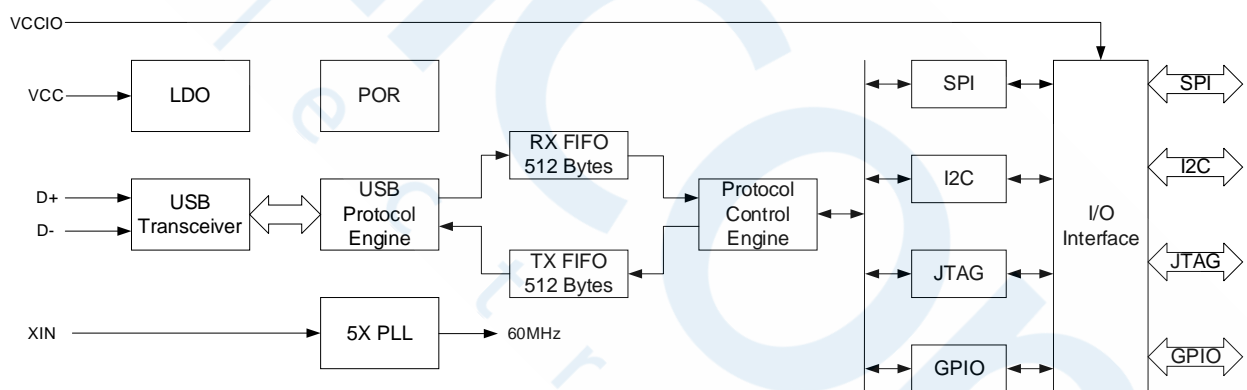 VCCIO
VCC
LDO
POR
SPI
SPI
RX FIFO
512 Bytes
I2C
I2C
D+
D-
USB
Transceiver
USB
Protocol
Engine
Protocol
Control
Engine
I/O
Interface
TX FIFO
512 Bytes
JTAG
JTAG
XIN
5X PLL
60MHz
GPIO
GPIO